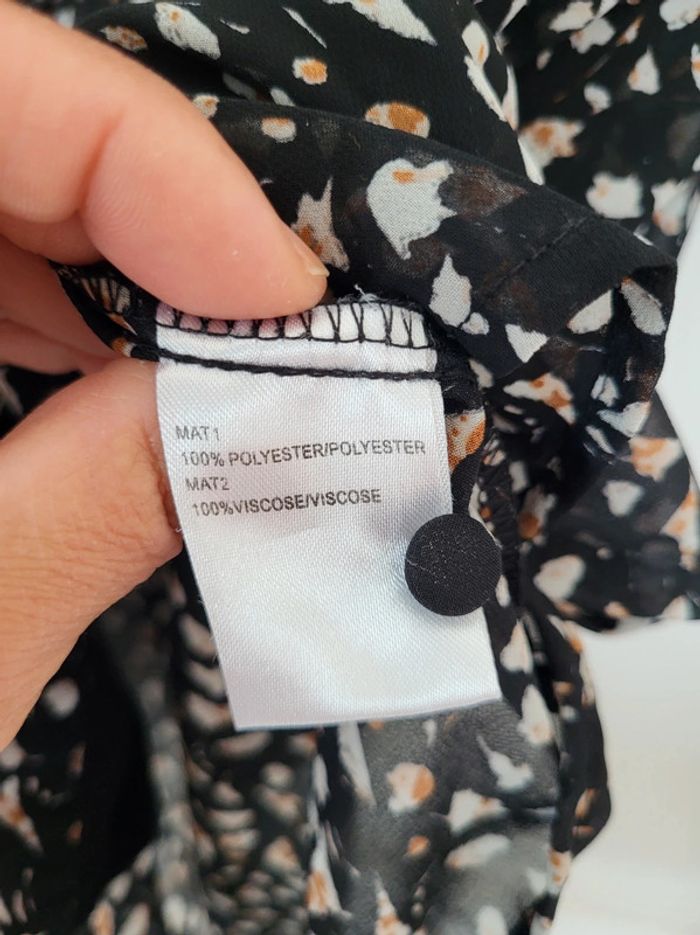 MAT1
100% POLYESTER/POLYESTER
MAT2
100%VISCOSE/VISCOSE